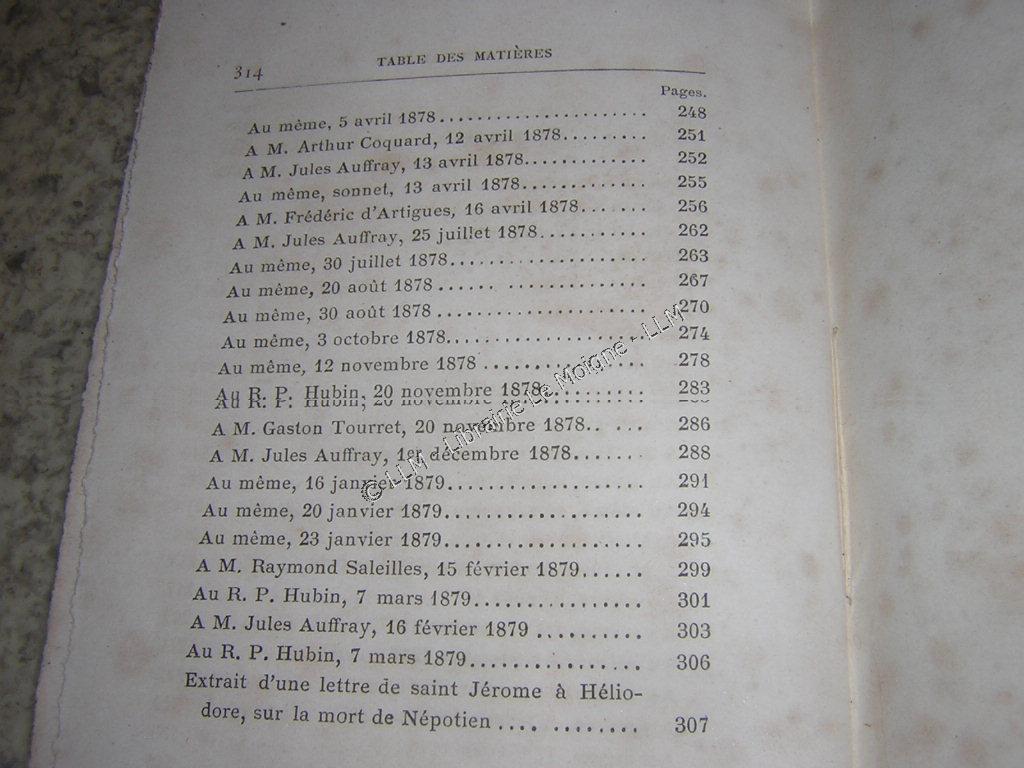 314 TABLE DES MATIÈRES
Pages.
Au même, 5 avril 1878...................... 248
A M. Arthur Coquard, 12 avril 1878......... 251
A M. Jules Auffray, 13 avril 1878............. 252
Au même, sonnet, 13 avril 1878............. 255
A M. Frédéric d'Artigues, 16 avril 1878....... 256
A M. Jules Auffray, 25 juillet 1878........... 262
Au même, 30 juillet 1878.................... 263
Au même, 20 août 1878 ..................... 267
Au même, 30 août 1878 ..................... 270
Au même, 3 octobre 1878.................... 274
Au même, 12 novembre 1878 ................ 278
Au R. P. Hubin, 20 novembre 1878.......... 283
Au R. P. Hubin, 20 novembre
A M. Gaston Tourret, 20 novembre 1878.. ... 286
A M. Jules Auffray, 1er décembre 1878....... 288
Au même, 16 janvier 1879................... 291
Au même, 20 janvier 1879................... 294
Au même, 23 janvier 1879................... 295
A M. Raymond Saleilles, 15 février 1879...... 299
Au R. P. Hubin, 7 mars 1879................ 301
A M. Jules Auffray, 16 février 1879 .......... 303
Au R. P. Hubin, 7 mars 1879................ 306
Extrait d'une lettre de saint Jérome à Hélio-
dore, sur la mort de Népotien .... ........ 307
© LLM - Librairie Le Moigne - LLM